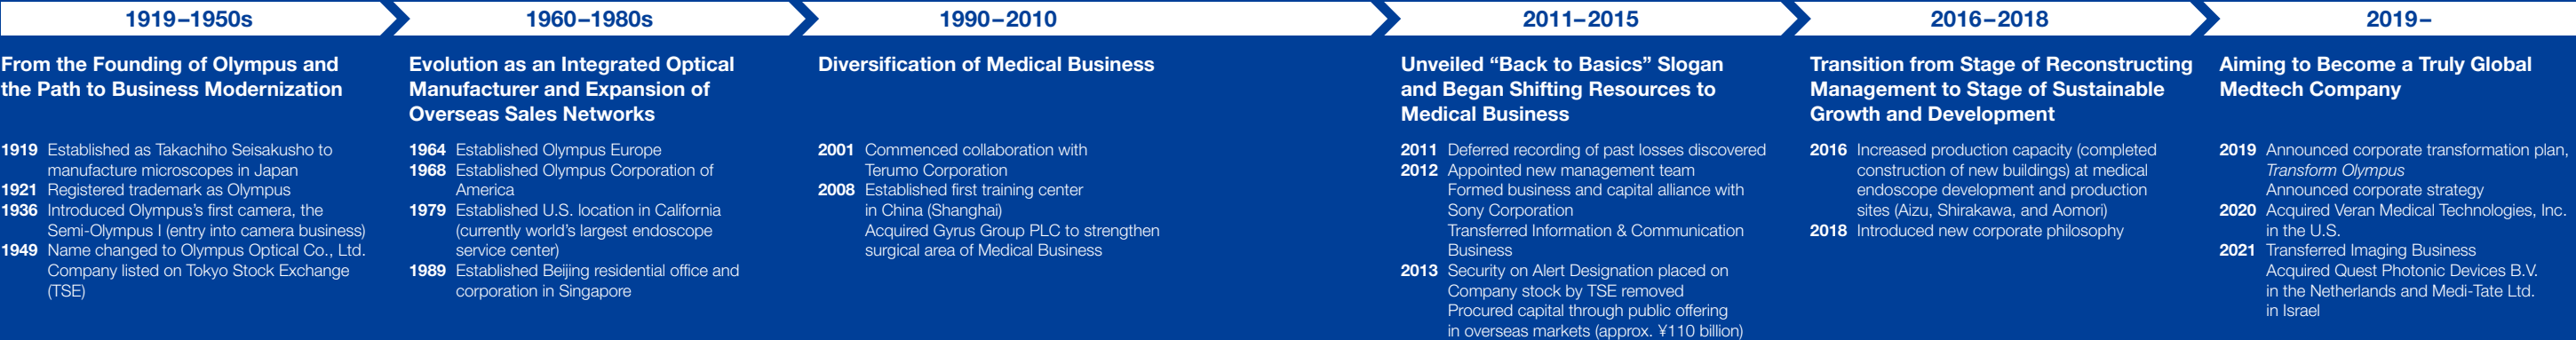 1919–1950s
From the Founding of Olympus and
the Path to Business Modernization
1919 Established as Takachiho Seisakusho to
manufacture microscopes in Japan
1921 Registered trademark as Olympus
1936 Introduced Olympus's first camera, the
Semi-Olympus I (entry into camera business)
1949 Name changed to Olympus Optical Co., Ltd.
Company listed on Tokyo Stock Exchange
(TSE)
1960–1980s
Evolution as an Integrated Optical
Manufacturer and Expansion of
Overseas Sales Networks
1964 Established Olympus Europe
1968 Established Olympus Corporation of
America
1979 Established U.S. location in California
(currently world's largest endoscope
service center)
1989 Established Beijing residential office and
corporation in Singapore
1990–2010
Diversification of Medical Business
2001 Commenced collaboration with
Terumo Corporation
2008 Established first training center
in China (Shanghai)
Acquired Gyrus Group PLC to strengthen
surgical area of Medical Business
2011–2015
Unveiled “Back to Basics” Slogan
and Began Shifting Resources to
Medical Business
2011 Deferred recording of past losses discovered
2012 Appointed new management team
Formed business and capital alliance with
Sony Corporation
Transferred Information & Communication
Business
2013 Security on Alert Designation placed on
Company stock by TSE removed
Procured capital through public offering
in overseas markets (approx. ¥110 billion)
2016–2018
Transition from Stage of Reconstructing
Management to Stage of Sustainable
Growth and Development
2016 Increased production capacity (completed
construction of new buildings) at medical
endoscope development and production
sites (Aizu, Shirakawa, and Aomori)
2018 Introduced new corporate philosophy
2019–
Aiming to Become a Truly Global
Medtech Company
2019 Announced corporate transformation plan,
Transform Olympus
Announced corporate strategy
2020 Acquired Veran Medical Technologies, Inc.
in the U.S.
2021 Transferred Imaging Business
Acquired Quest Photonic Devices B.V.
in the Netherlands and Medi-Tate Ltd.
in Israel